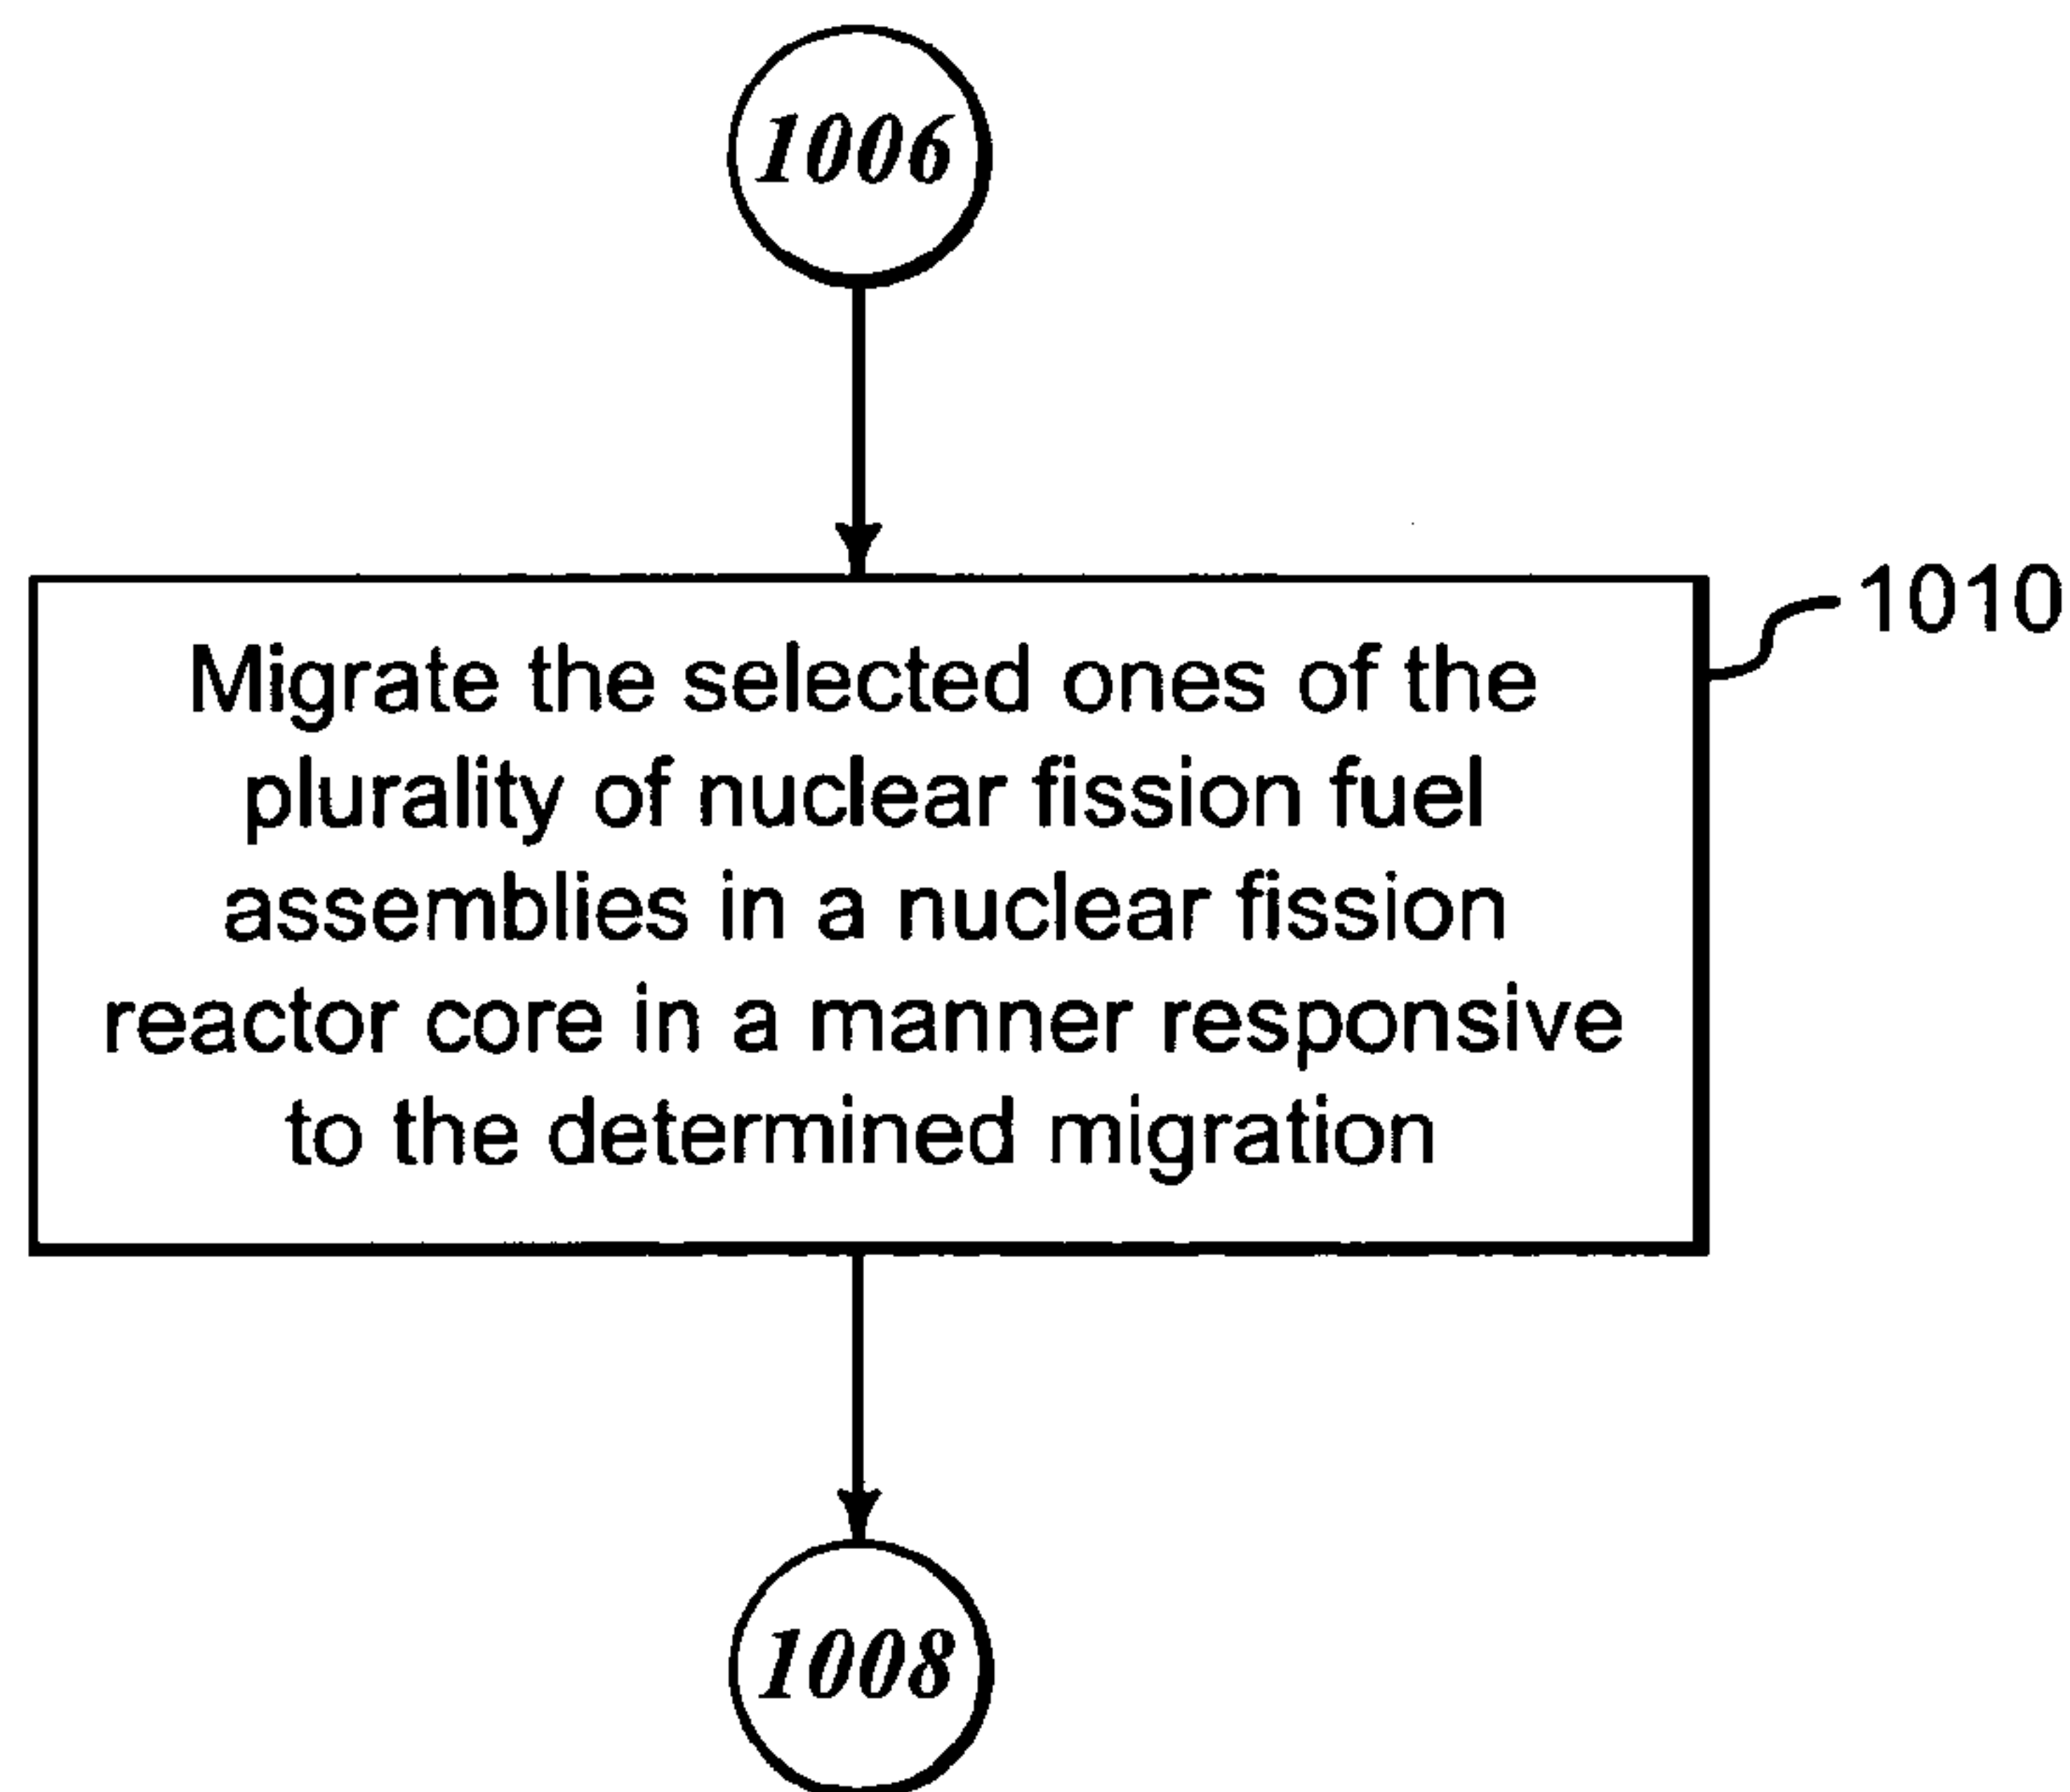 1006
1010
Migrate the selected ones of the
plurality of nuclear fission fuel
assemblies in a nuclear fission
reactor core in a manner responsive
to the determined migration
1008